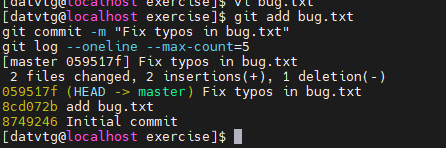 [datvtg@localhost exercise]$ vi bug.txt
[datvtg@localhost exercise]$ git add bug.txt
git commit -m "Fix typos in bug.txt"
git log --oneline --max-count=5
[master 059517f] Fix typos in bug.txt
 2 files changed, 2 insertions(+), 1 deletion(-)
059517f (HEAD -> master) Fix typos in bug.txt
8cd072b add bug.txt
8749246 Initial commit
[datvtg@localhost exercise]$